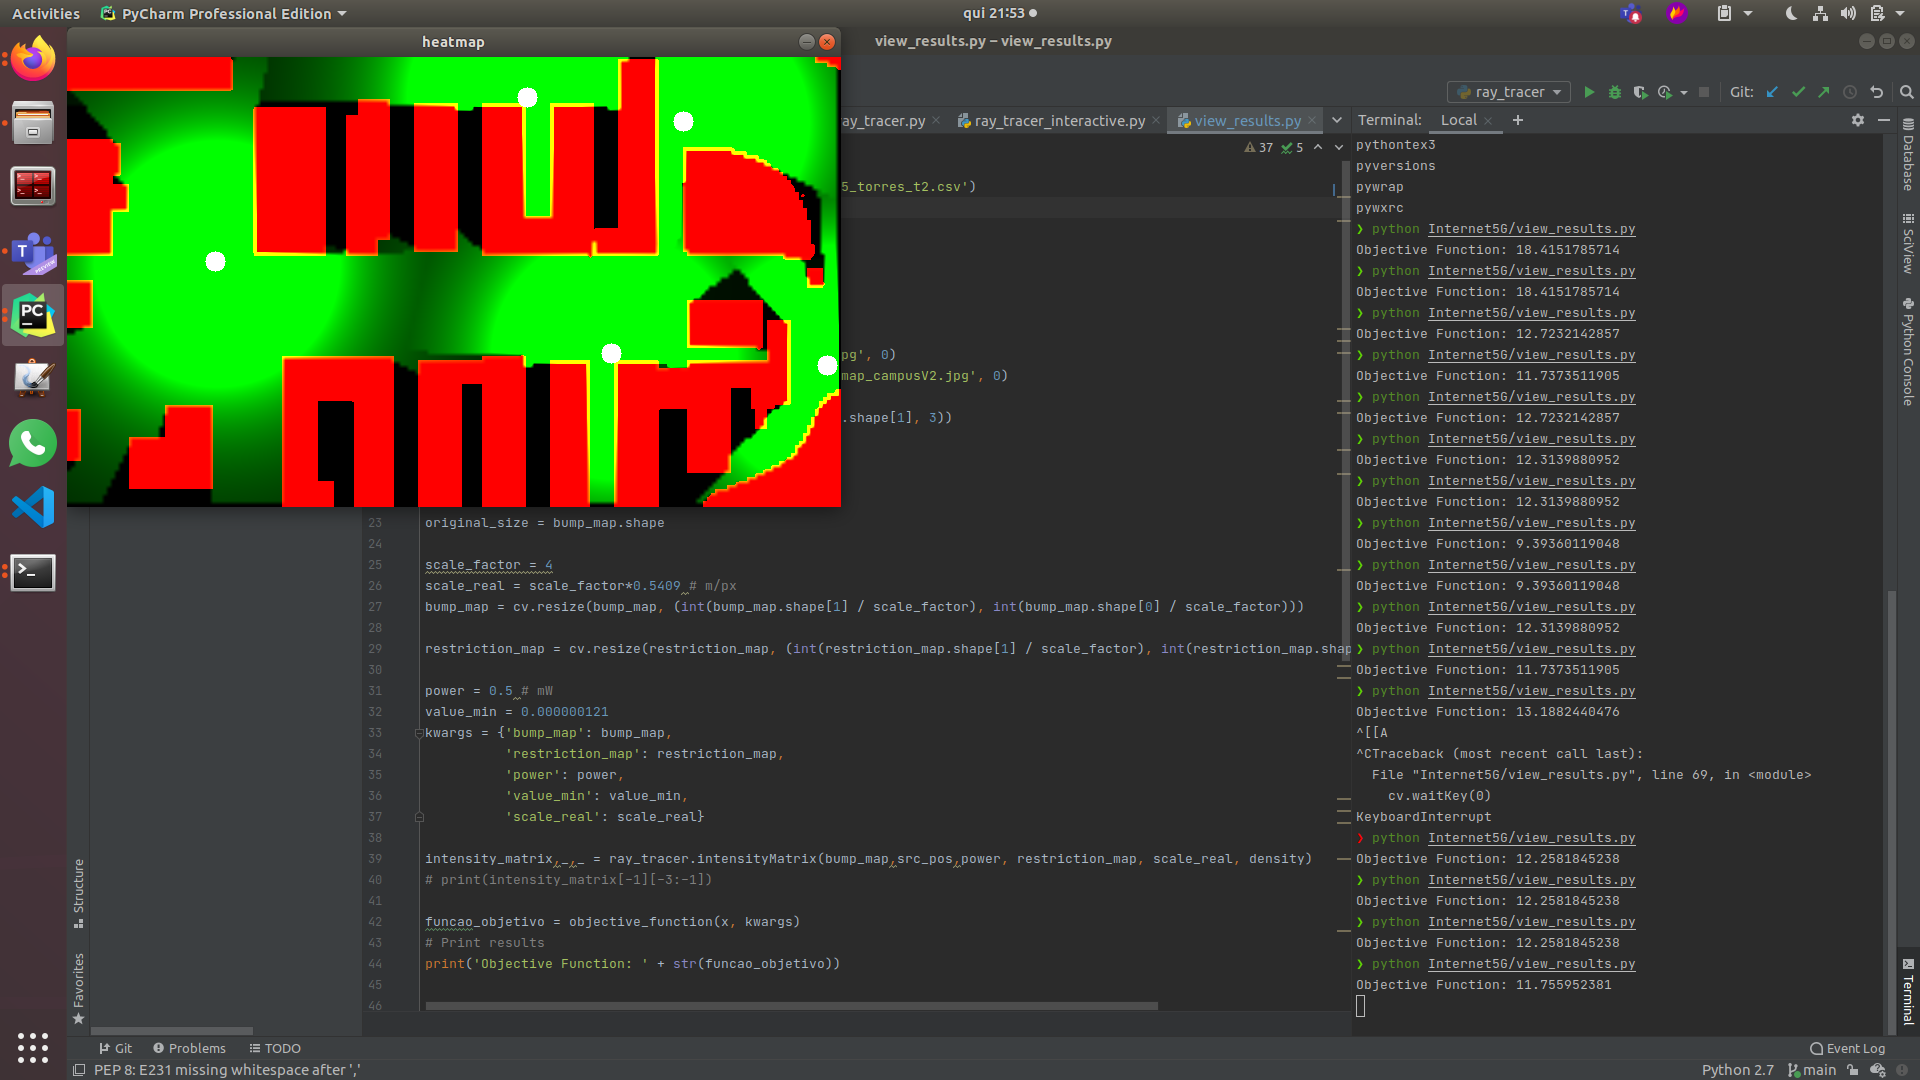 Activities
PyCharm Professional Edition
qui 21:53
heatmap
view_results.py – view_results.py
ray_tracer
Git:
ay_tracer.py
ray_tracer_interactive.py
view_results.py
Terminal:
Local
37
5
5_torres_t2.csv')
pg', 0)
map_campusV2.jpg', 0)
.shape[1], 3))
23 original_size = bump_map.shape
24
25 scale_factor = 4
26 scale_real = scale_factor*0.5409 # m/px
27 bump_map = cv.resize(bump_map, (int(bump_map.shape[1] / scale_factor), int(bump_map.shape[0] / scale_factor)))
28
29 restriction_map = cv.resize(restriction_map, (int(restriction_map.shape[1] / scale_factor), int(restriction_map.shap
30
31 power = 0.5 # mW
32 value_min = 0.000000121
33 kwargs = {'bump_map': bump_map,
34 'restriction_map': restriction_map,
35 'power': power,
36 'value_min': value_min,
37 'scale_real': scale_real}
38
39 intensity_matrix,_,_ = ray_tracer.intensityMatrix(bump_map,src_pos,power, restriction_map, scale_real, density)
40 # print(intensity_matrix[-1][-3:-1])
41
42 funcao_objetivo = objective_function(x, kwargs)
43 # Print results
44 print('Objective Function: ' + str(funcao_objetivo))
45
46
pythontex3
pyversions
pywrap
pywxrc
❯ python Internet5G/view_results.py
Objective Function: 18.4151785714
❯ python Internet5G/view_results.py
Objective Function: 18.4151785714
❯ python Internet5G/view_results.py
Objective Function: 12.7232142857
❯ python Internet5G/view_results.py
Objective Function: 11.7373511905
❯ python Internet5G/view_results.py
Objective Function: 12.7232142857
❯ python Internet5G/view_results.py
Objective Function: 12.3139880952
❯ python Internet5G/view_results.py
Objective Function: 12.3139880952
❯ python Internet5G/view_results.py
Objective Function: 9.39360119048
❯ python Internet5G/view_results.py
Objective Function: 9.39360119048
❯ python Internet5G/view_results.py
Objective Function: 12.3139880952
❯ python Internet5G/view_results.py
Objective Function: 11.7373511905
❯ python Internet5G/view_results.py
Objective Function: 13.1882440476
^[[A
^CTraceback (most recent call last):
File "Internet5G/view_results.py", line 69, in <module>
cv.waitKey(0)
KeyboardInterrupt
❯ python Internet5G/view_results.py
Objective Function: 12.2581845238
❯ python Internet5G/view_results.py
Objective Function: 12.2581845238
❯ python Internet5G/view_results.py
Objective Function: 12.2581845238
❯ python Internet5G/view_results.py
Objective Function: 11.755952381
Database
SciView
Python Console
Terminal
Structure
Favorites
Git
Problems
TODO
Event Log
PEP 8: E231 missing whitespace after ','
Python 2.7
main